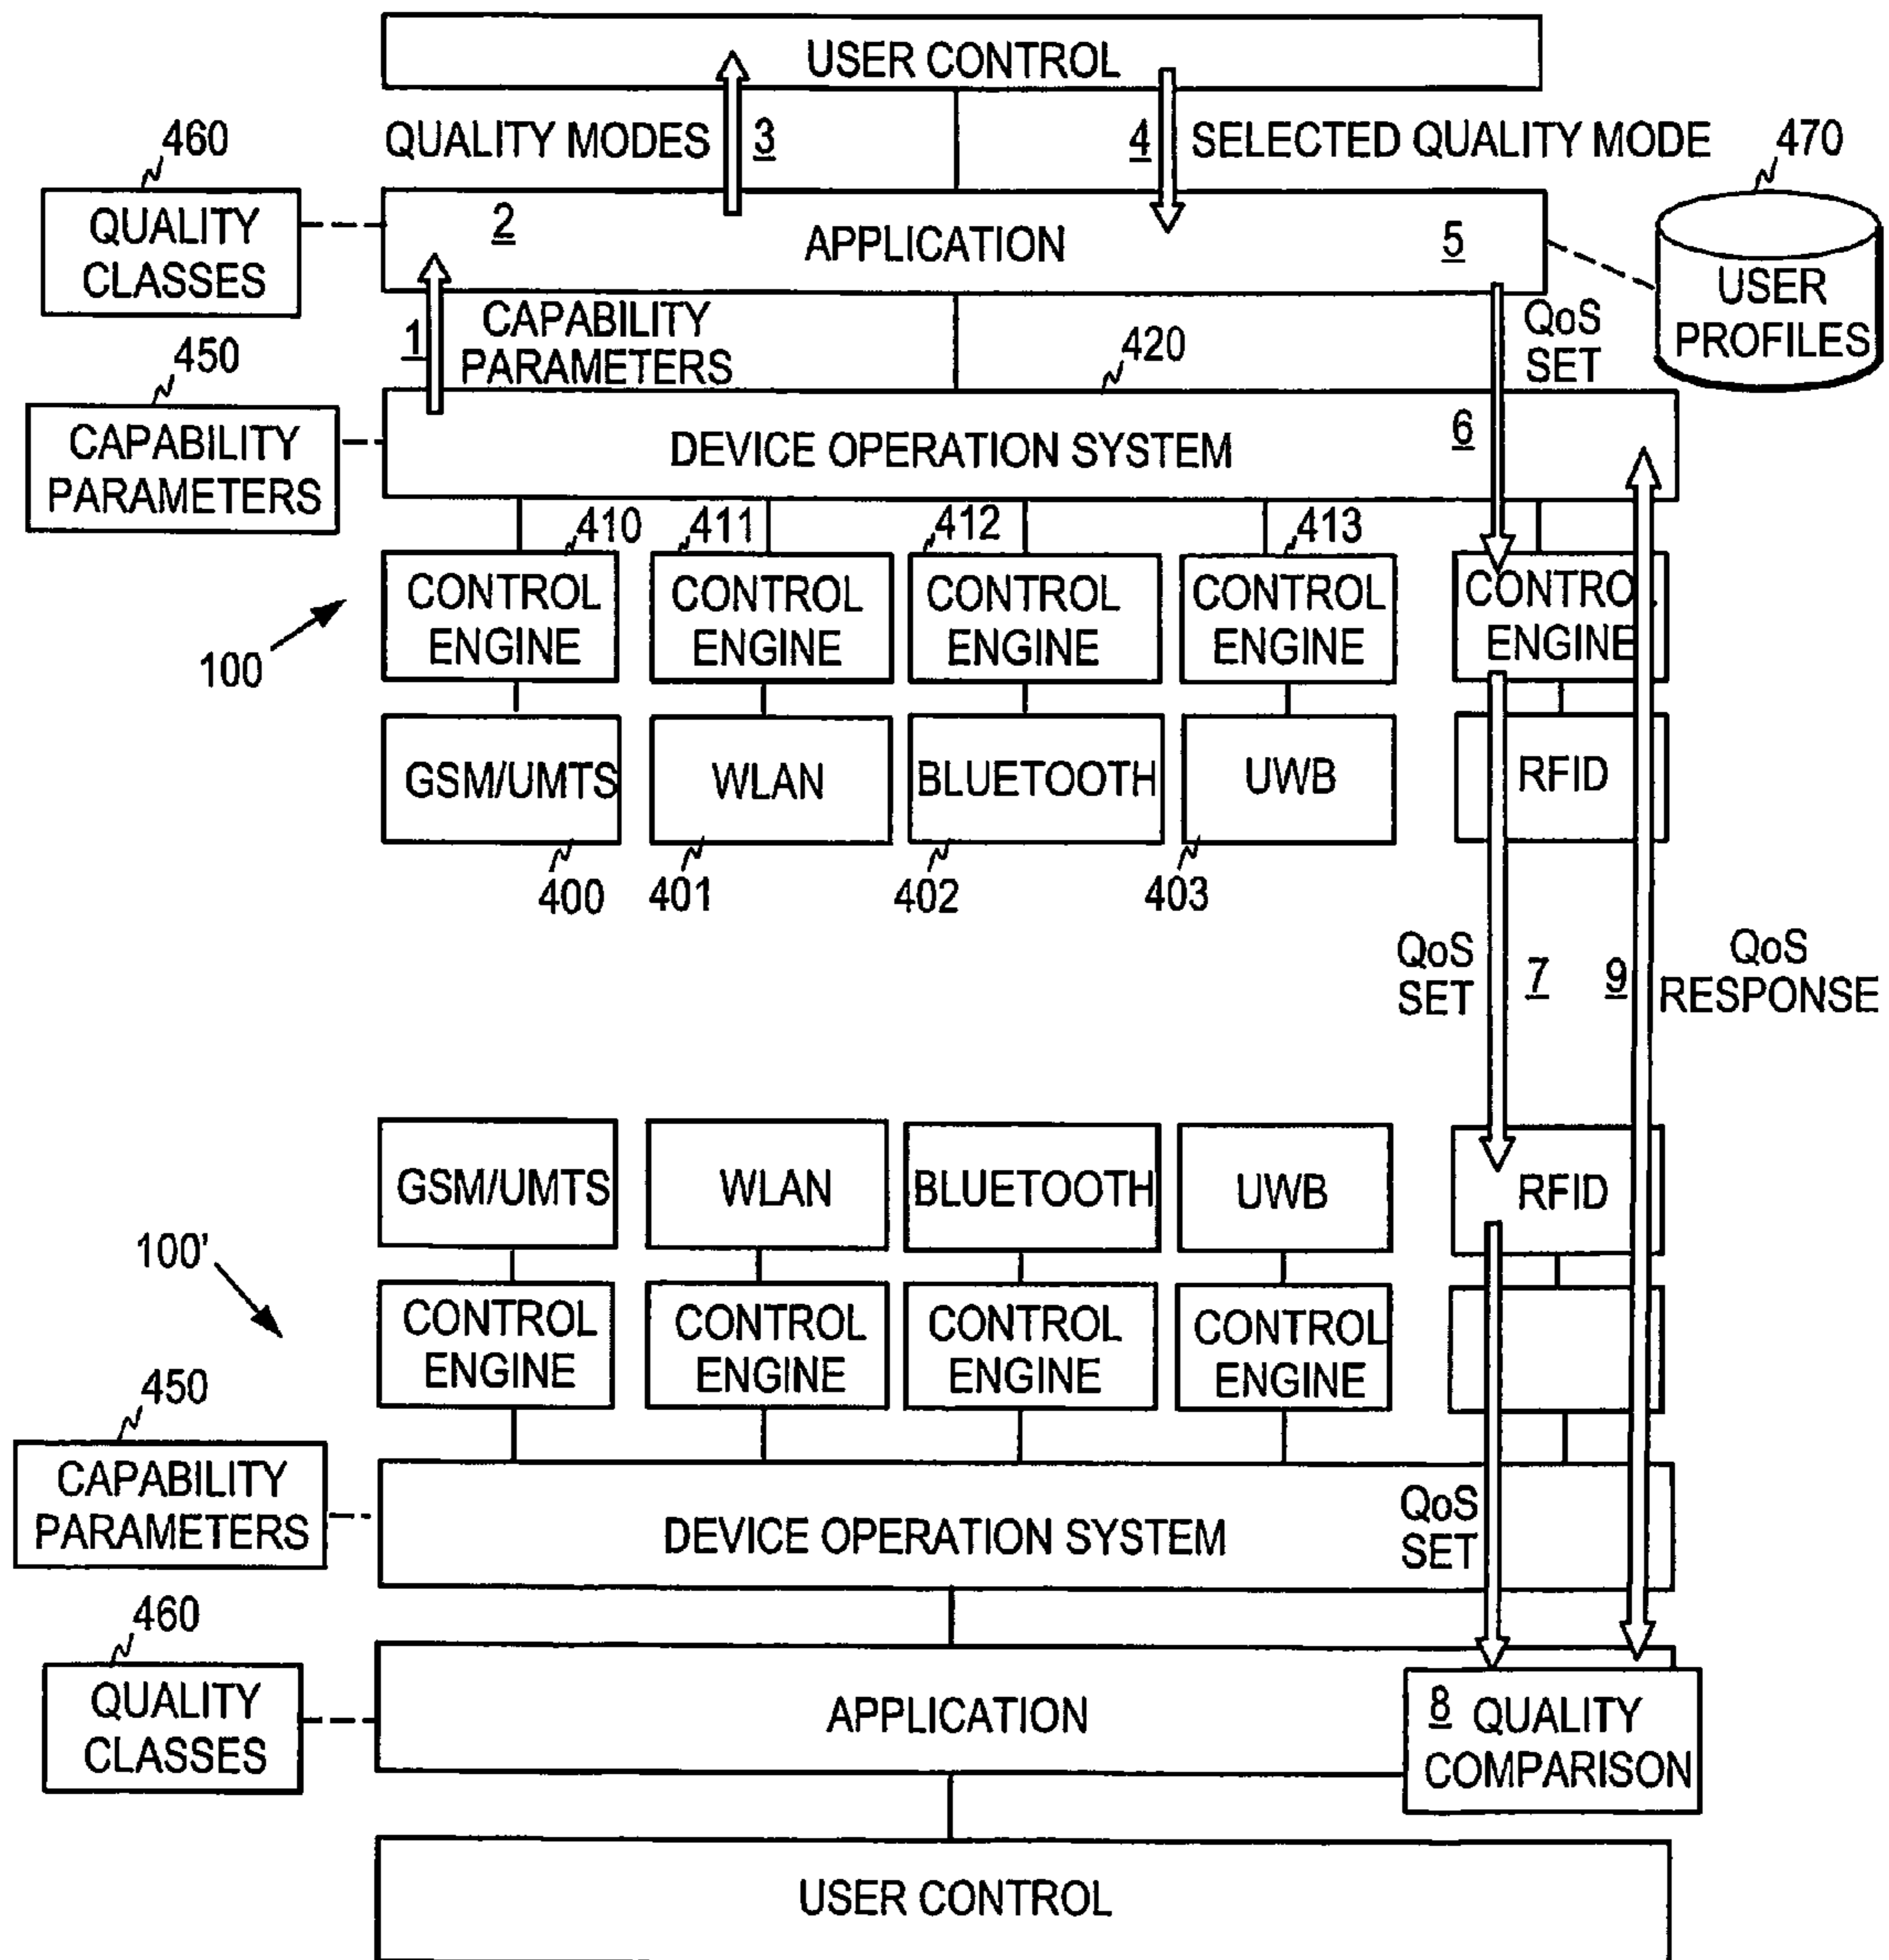 USER CONTROL
QUALITY MODES
3
4
SELECTED QUALITY MODE
460
470
QUALITY
CLASSES
2
APPLICATION
5
USER
PROFILES
1
CAPABILITY
PARAMETERS
QoS
SET
450
420
CAPABILITY
PARAMETERS
DEVICE OPERATION SYSTEM
6
410
411
412
413
CONTROL
ENGINE
CONTROL
ENGINE
CONTROL
ENGINE
CONTROL
ENGINE
CONTRO
ENGINE
100
GSM/UMTS
WLAN
BLUETOOTH
UWB
RFID
400
401
402
403
QoS
SET
7
9
QoS
RESPONSE
GSM/UMTS
WLAN
BLUETOOTH
UWB
RFID
100'
CONTROL
ENGINE
CONTROL
ENGINE
CONTROL
ENGINE
CONTROL
ENGINE
450
CAPABILITY
PARAMETERS
DEVICE OPERATION SYSTEM
QoS
SET
460
QUALITY
CLASSES
APPLICATION
8 QUALITY
COMPARISON
USER CONTROL